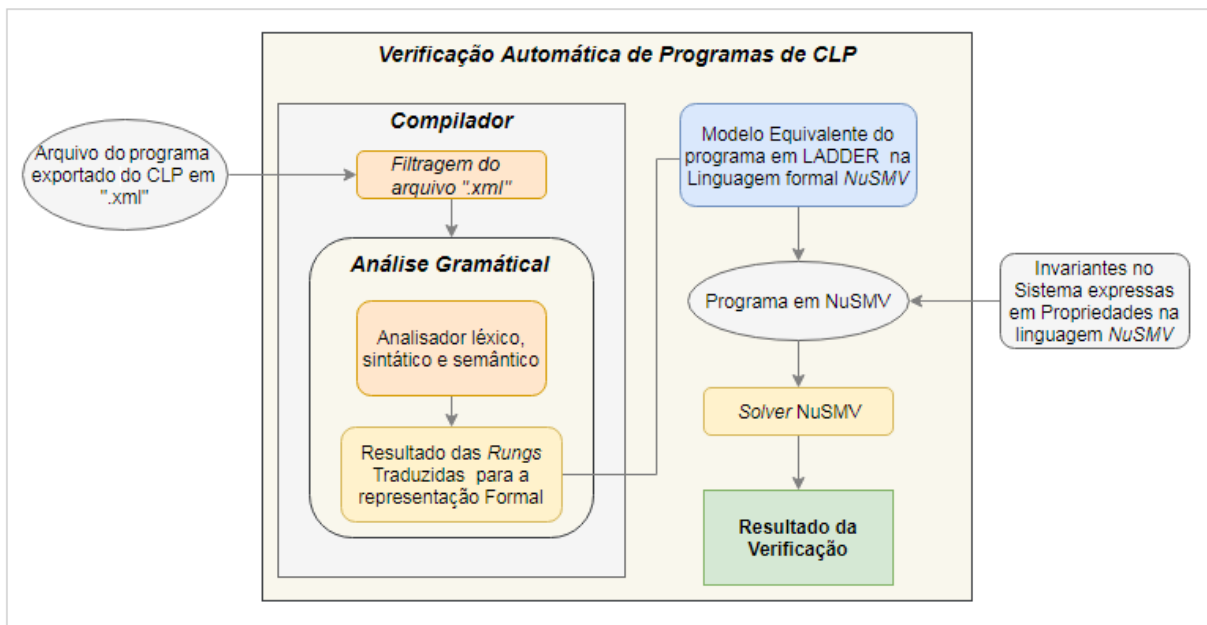 Verificação Automática de Programas de CLP
Arquivo do programa
exportado do CLP em
".xml"
Compilador
Filtragem do
arquivo ".xml"
Análise Gramátical
Analisador léxico,
sintático e semântico
Resultado das Rungs
Traduzidas para a
representação Formal
Modelo Equivalente do
programa em LADDER na
Linguagem formal NuSMV
Programa em NuSMV
Invariantes no
Sistema expressas
em Propriedades na
linguagem NuSMV
Solver NuSMV
Resultado da
Verificação